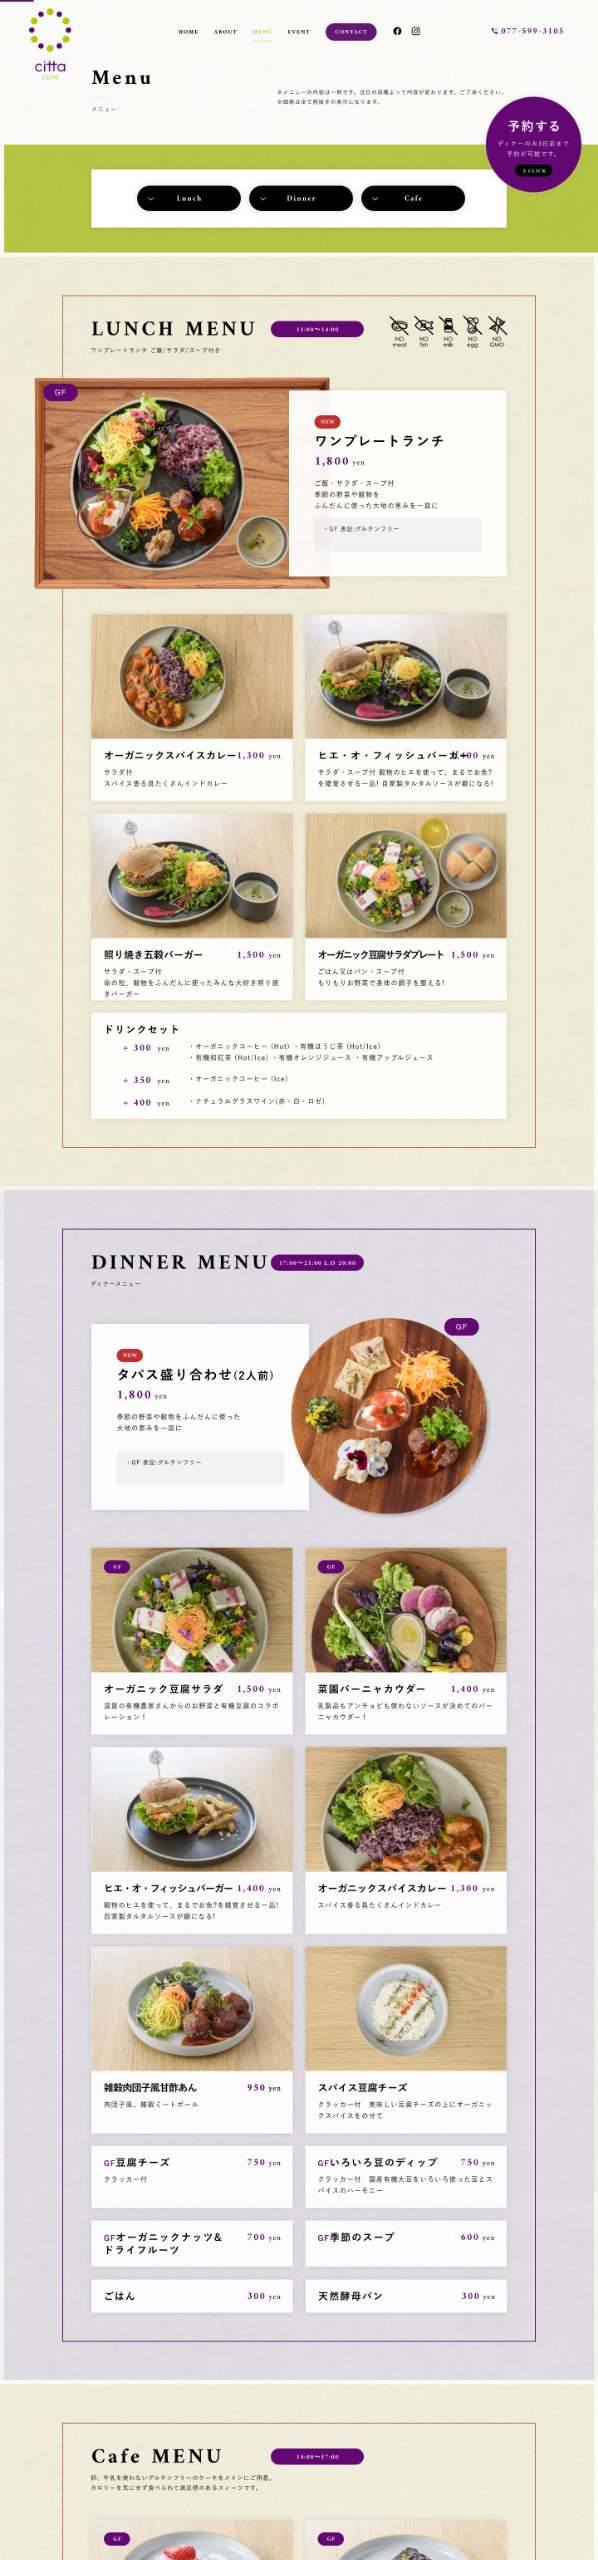 citta
cafe
HOME ABOUT MENU EVENT CONTACT
077-599-3105
Menu
メニュー
※メニューの内容は一例です。当日の収穫によって内容が変わります。ご了承ください。
※価格は全て税抜きの表示になります。
予約する
ディナーのみ3日前まで
予約が可能です。
CLICK
Lunch
Dinner
Cafe
LUNCH MENU
11:00〜14:00
NO meat
NO fish
NO milk
NO egg
NO GMO
ワンプレートランチ ご飯/サラダ/スープ付き
GF
NEW
ワンプレートランチ
1,800 yen
ご飯・サラダ・スープ付
季節の野菜や穀物を
ふんだんに使った大地の恵みを一皿に
・GF 表記:グルテンフリー
オーガニックスパイスカレー 1,300 yen
サラダ付
スパイス香る具たくさんインドカレー
ヒエ・オ・フィッシュバーガー
yen
サラダ・スープ付 穀物のヒエを使って、まるでお魚?
を錯覚させる一品! 自家製タルタルソースが癖になる!
照り焼き五穀バーガー 1,500 yen
サラダ・スープ付
命の粒、穀物をふんだんに使ったみんな大好き照り焼
きバーガー
オーガニック豆腐サラダプレート 1,500 yen
ごはん又はパン・スープ付
もりもりお野菜で身体の調子を整える!
ドリンクセット
+ 300 yen
・オーガニックコーヒー (Hot) ・有機ほうじ茶 (Hot/Ice)
・有機和紅茶 (Hot/Ice) ・有機オレンジジュース ・有機アップルジュース
+ 350 yen
・オーガニックコーヒー (Ice)
+ 400 yen
・ナチュラルグラスワイン(赤・白・ロゼ)
DINNER MENU
17:00〜21:00 L.O 20:00
ディナーメニュー
GF
NEW
タパス盛り合わせ(2人前)
1,800 yen
季節の野菜や穀物をふんだんに使った
大地の恵みを一皿に
・GF 表記:グルテンフリー
GF
オーガニック豆腐サラダ 1,500 yen
滋賀の有機農家さんからのお野菜と有機豆腐のコラボ
レーション！
GF
菜園バーニャカウダー 1,400 yen
乳製品もアンチョビも使わないソースが決めてのバー
ニャカウダー！
ヒエ・オ・フィッシュバーガー 1,400 yen
穀物のヒエを使って、まるでお魚?を錯覚させる一品!
自家製タルタルソースが癖になる!
オーガニックスパイスカレー 1,300 yen
スパイス香る具たくさんインドカレー
雑穀肉団子風甘酢あん 950 yen
肉団子風、雑穀ミートボール
スパイス豆腐チーズ
クラッカー付　美味しい豆腐チーズの上にオーガニッ
クスパイスをのせて
GF豆腐チーズ 750 yen
クラッカー付
GFいろいろ豆のディップ 750 yen
クラッカー付　国産有機大豆をいろいろ使った豆とス
パイスのハーモニー
GFオーガニックナッツ&
ドライフルーツ
700 yen
GF季節のスープ 600 yen
ごはん 300 yen
天然酵母パン 300 yen
Cafe MENU
14:00〜17:00
卵、牛乳を使わないグルテンフリーのケーキをメインにご用意。
カロリーを気にせず食べられて満足感のあるスィーツです。
GF
GF